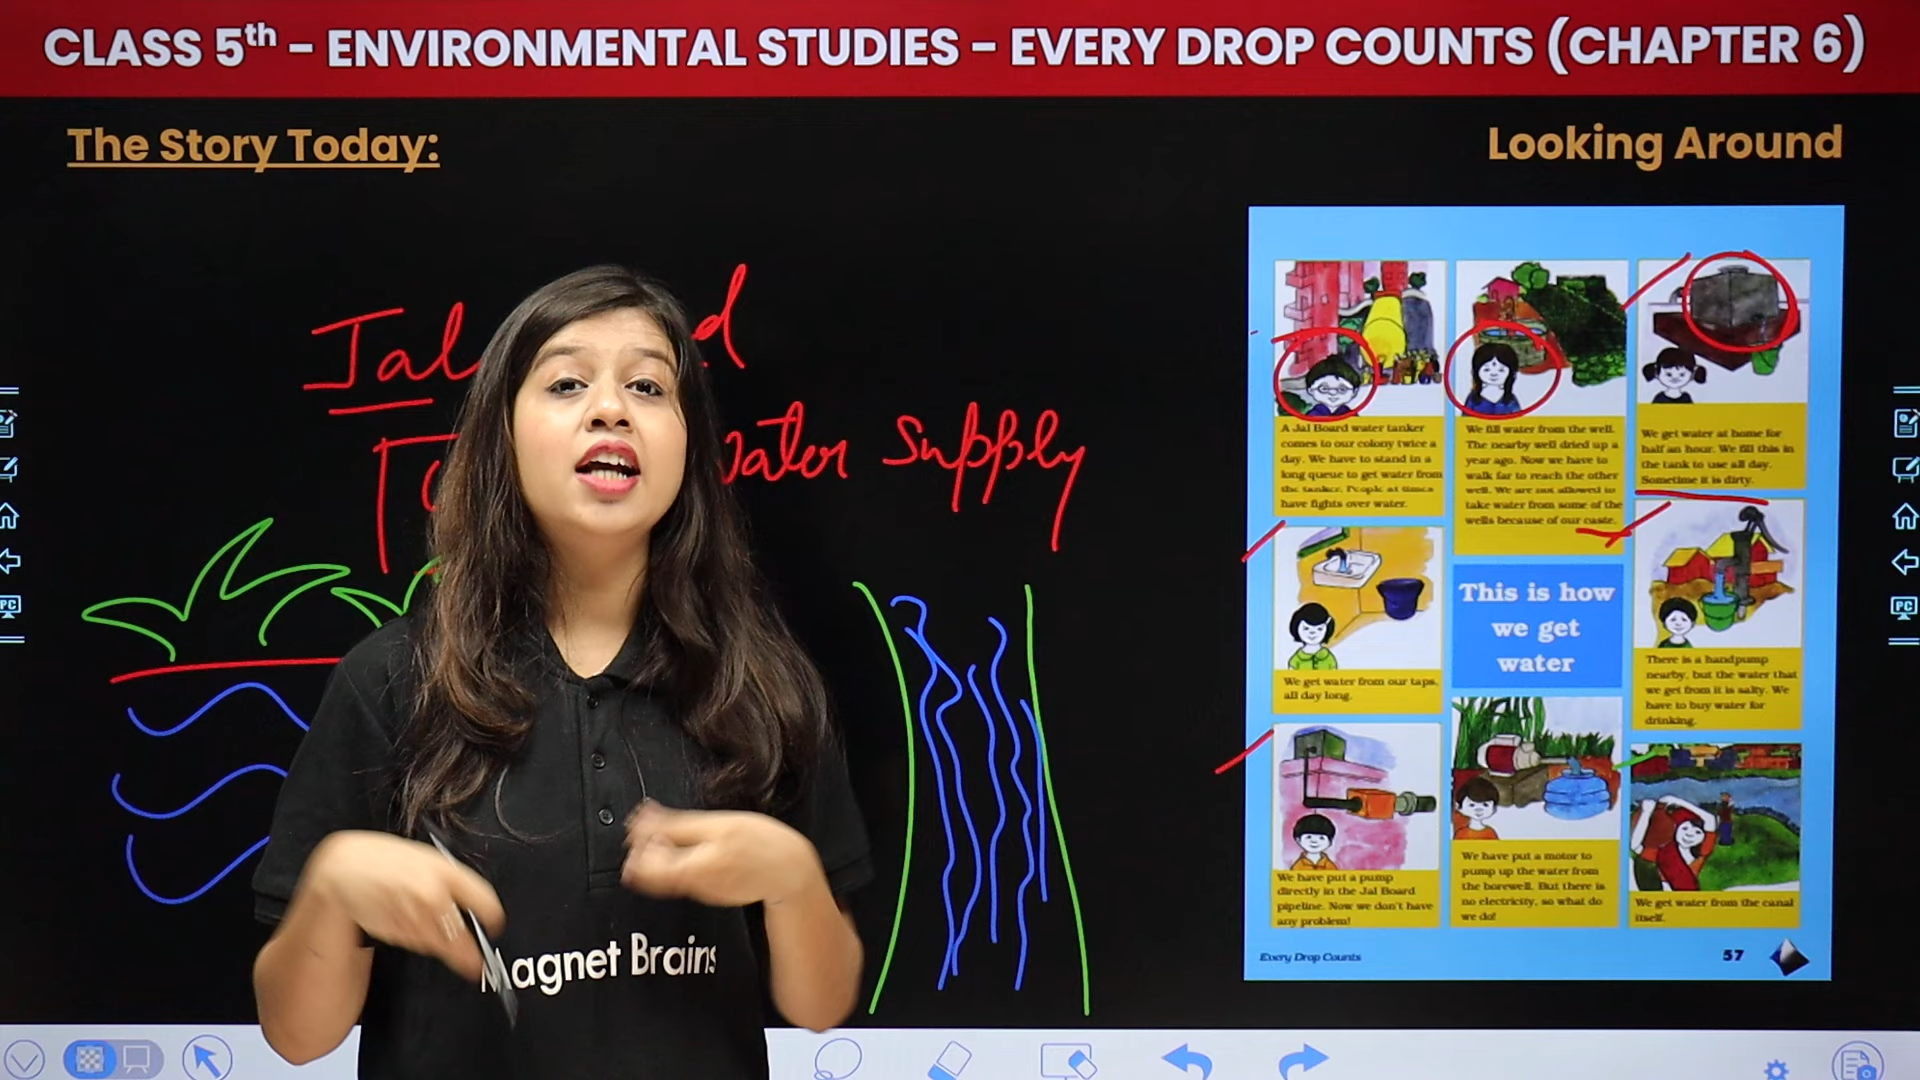 CLASS 5th – ENVIRONMENTAL STUDIES – EVERY DROP COUNTS (CHAPTER 6)
The Story Today:
Looking Around
Jal
Water Supply
A Jal Board water tanker
comes to our colony twice a
day. We have to stand in a
long queue to get water from
the tanker. People at times
have fights over water.
We fill water from the well.
The nearby well dried up a
year ago. Now we have to
walk far to reach the other
well. We are not allowed to
take water from some of the
wells because of our caste.
We get water at home for
half an hour. We fill this in
the tank to use all day.
Sometime it is dirty.
We get water from our taps,
all day long.
This is how
we get
water
There is a handpump
nearby, but the water that
we get from it is salty. We
have to buy water for
drinking.
We have put a pump
directly in the Jal Board
pipeline. Now we don't have
any problem!
We have put a motor to
pump up the water from
the borewell. But there is
no electricity, so what do
we do!
We get water from the canal
itself.
Every Drop Counts
57
Magnet Brains
PC
PC